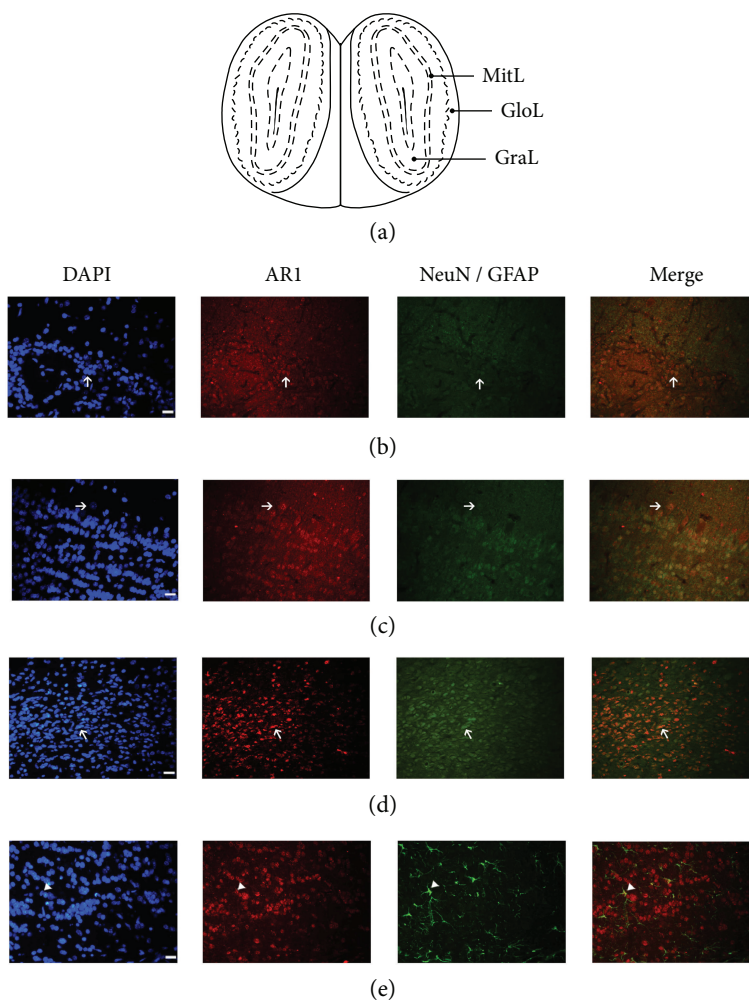 MitL
GloL
GraL
(a)
DAPI AR1 NeuN / GFAP Merge
(b)
(c)
(d)
(e)